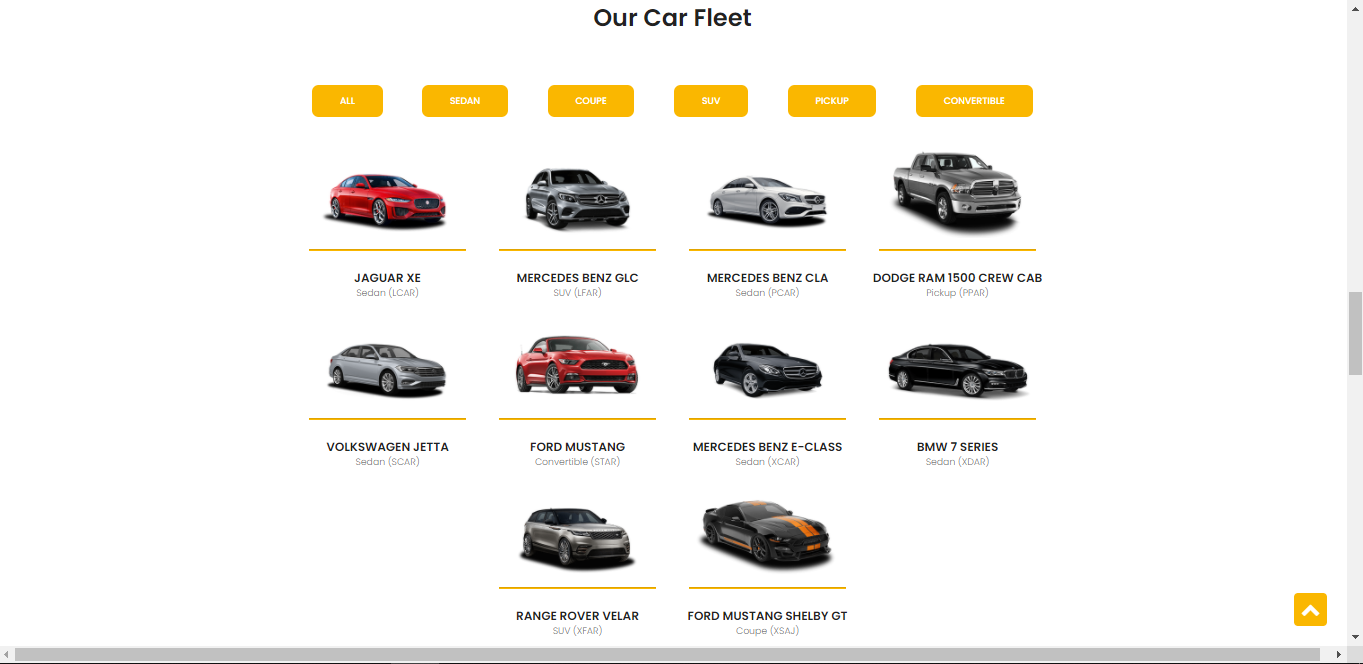 Our Car Fleet
ALL SEDAN COUPE SUV PICKUP CONVERTIBLE
JAGUAR XE MERCEDES BENZ GLC MERCEDES BENZ CLA DODGE RAM 1500 CREW CAB
Sedan (LCAR) SUV (LFAR) Sedan (PCAR) Pickup (PPAR)
VOLKSWAGEN JETTA FORD MUSTANG MERCEDES BENZ E-CLASS BMW 7 SERIES
Sedan (SCAR) Convertible (STAR) Sedan (XCAR) Sedan (XDAR)
RANGE ROVER VELAR FORD MUSTANG SHELBY GT
SUV (XFAR) Coupe (XSAJ)